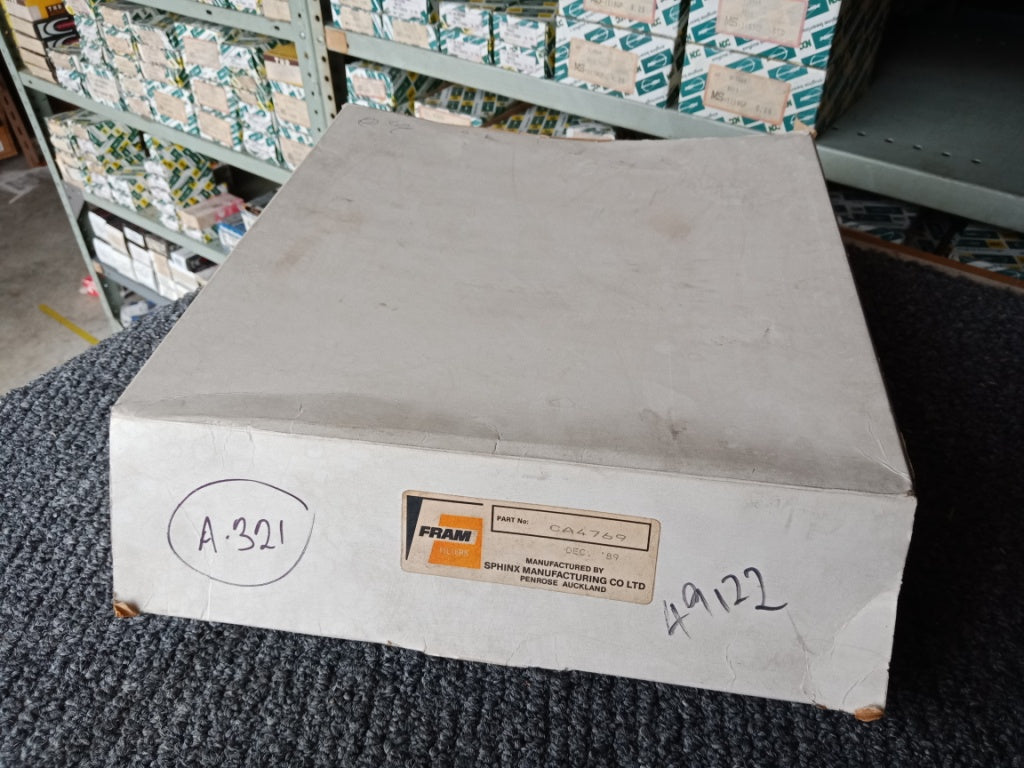 A.321
FRAM
FILTERS
PART No:
CA4769
DEC. '89
MANUFACTURED BY
SPHINX MANUFACTURING CO LTD
PENROSE AUCKLAND
49122